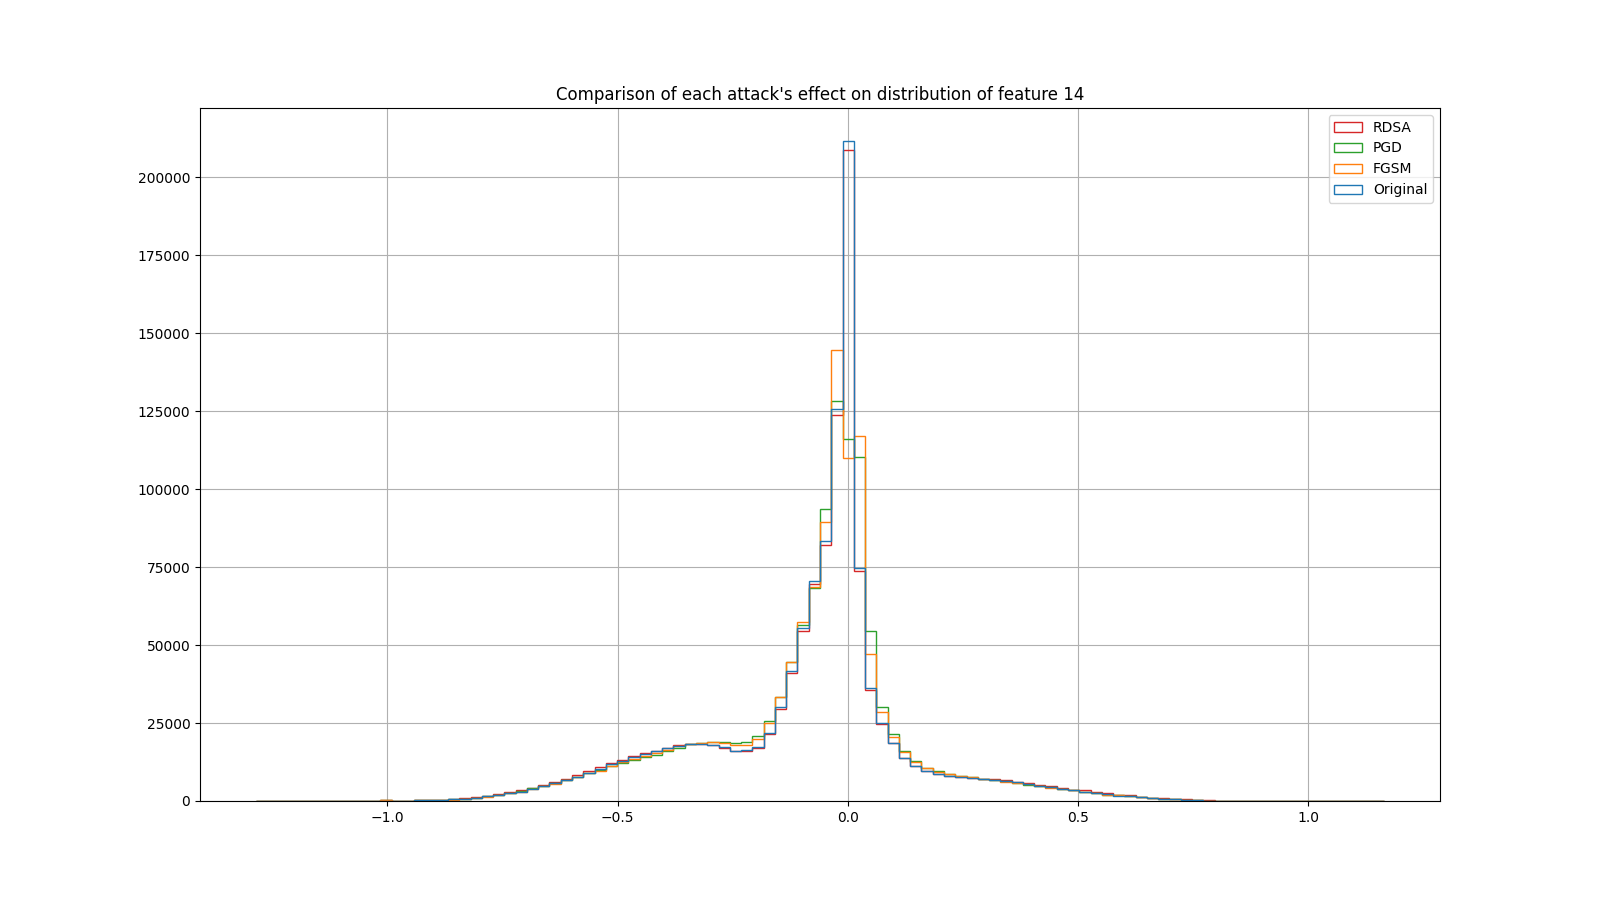 Comparison of each attack's effect on distribution of feature 14
RDSA
PGD
FGSM
Original
200000
175000
150000
125000
100000
75000
50000
25000
0
−1.0 −0.5 0.0 0.5 1.0